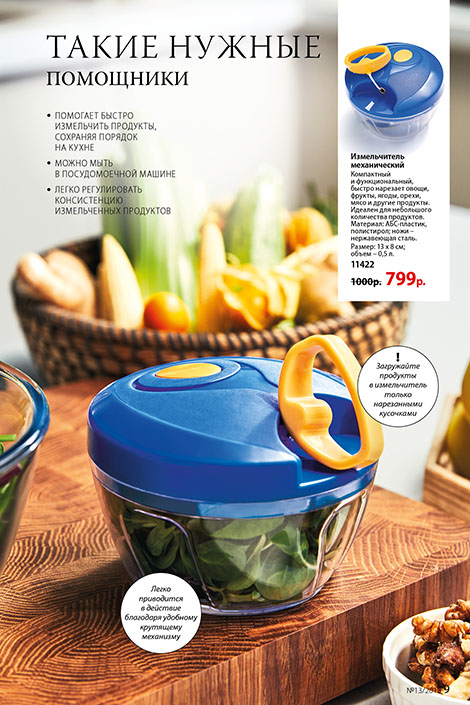 ТАКИЕ НУЖНЫЕ
ПОМОЩНИКИ
• ПОМОГАЕТ БЫСТРО
ИЗМЕЛЬЧИТЬ ПРОДУКТЫ,
СОХРАНЯЯ ПОРЯДОК
НА КУХНЕ
• МОЖНО МЫТЬ
В ПОСУДОМОЕЧНОЙ МАШИНЕ
• ЛЕГКО РЕГУЛИРОВАТЬ
КОНСИСТЕНЦИЮ
ИЗМЕЛЬЧЕННЫХ ПРОДУКТОВ
Измельчитель
механический
Компактный
и функциональный,
быстро нарезает овощи,
фрукты, ягоды, орехи,
мясо и другие продукты.
Идеален для небольшого
количества продуктов.
Материал: АБС-пластик,
полистирол; ножи –
нержавеющая сталь.
Размер: 13 x 8 см;
объем – 0,5 л.
11422
1000р. 799р.
!
Загружайте
продукты
в измельчитель
только
нарезанными
кусочками
Легко
приводится
в действие
благодаря удобному
крутящему
механизму
9